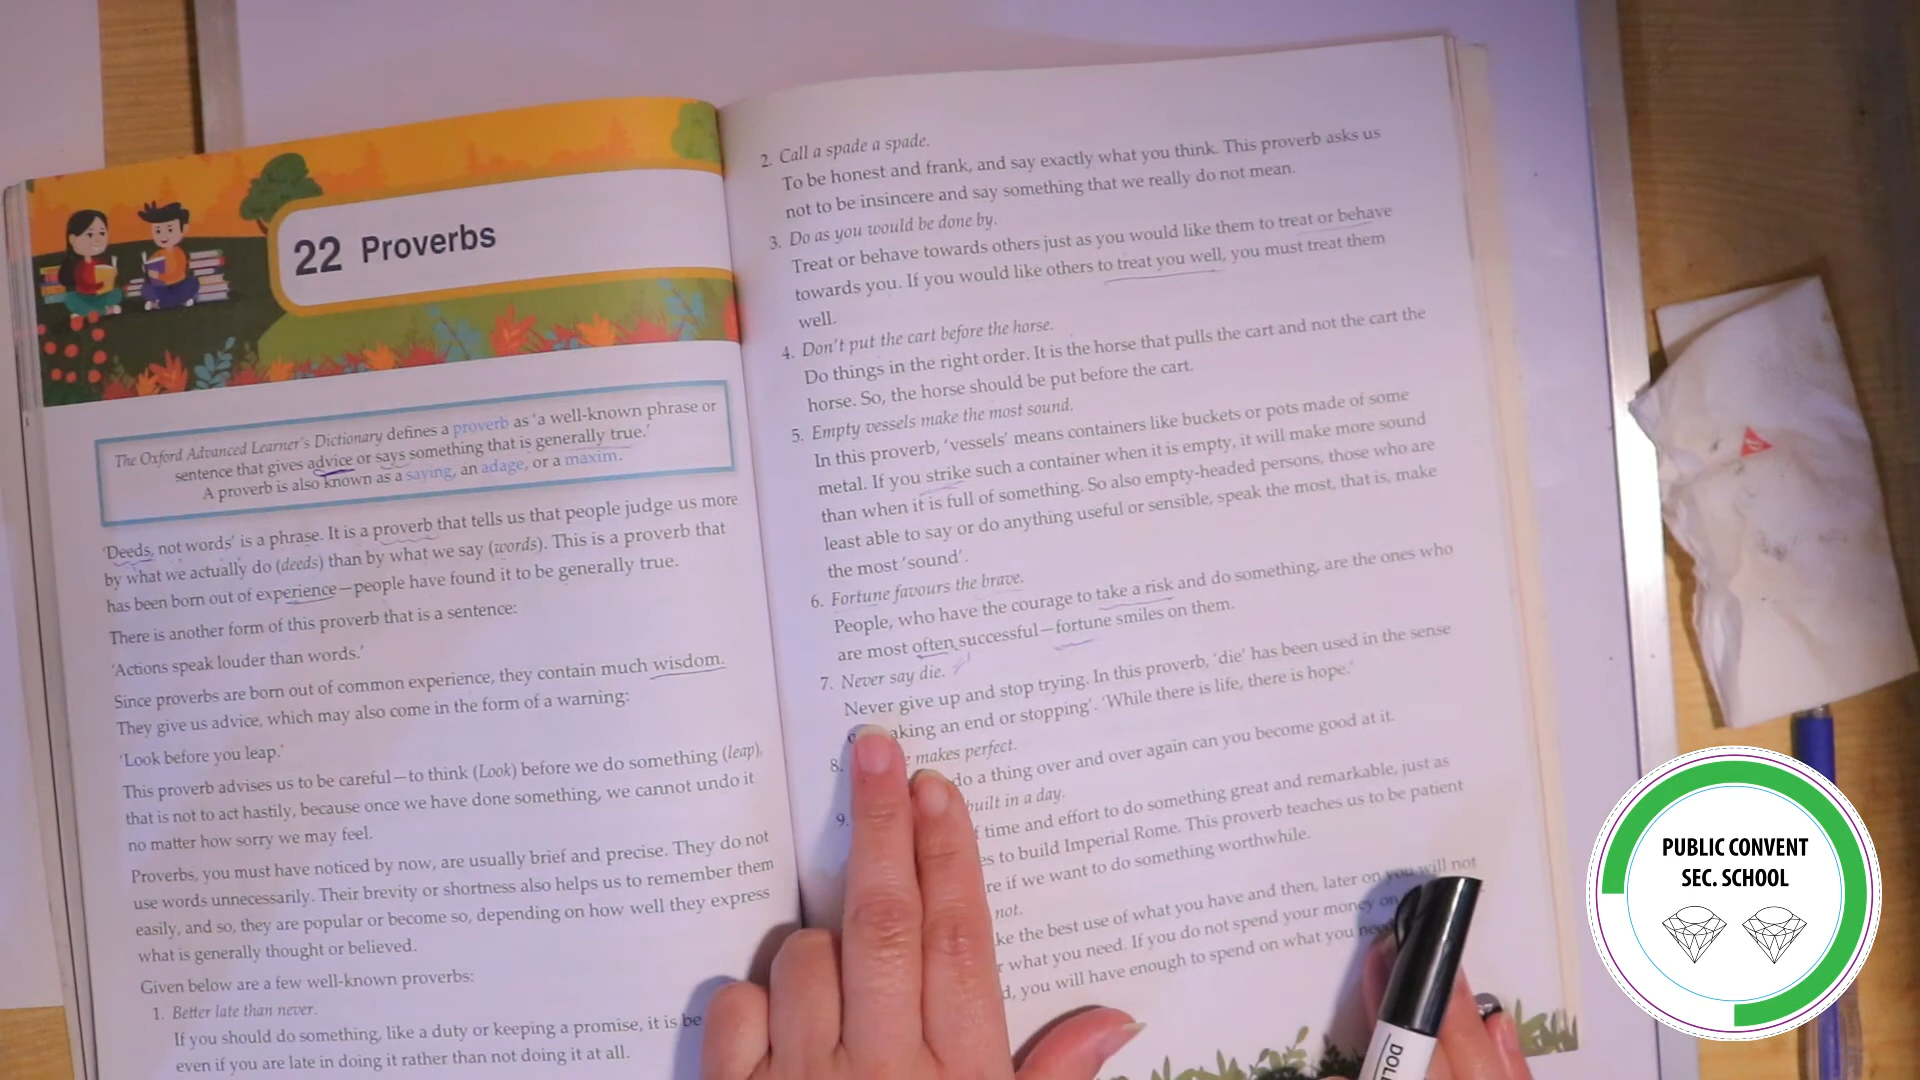 22 Proverbs
The Oxford Advanced Learner's Dictionary defines a proverb as 'a well-known phrase or
sentence that gives advice or says something that is generally true.'
A proverb is also known as a saying, an adage, or a maxim.
'Deeds, not words' is a phrase. It is a proverb that tells us that people judge us more
by what we actually do (deeds) than by what we say (words). This is a proverb that
has been born out of experience—people have found it to be generally true.
There is another form of this proverb that is a sentence:
'Actions speak louder than words.'
Since proverbs are born out of common experience, they contain much wisdom.
They give us advice, which may also come in the form of a warning:
'Look before you leap.'
This proverb advises us to be careful—to think (Look) before we do something (leap),
that is not to act hastily, because once we have done something, we cannot undo it
no matter how sorry we may feel.
Proverbs, you must have noticed by now, are usually brief and precise. They do not
use words unnecessarily. Their brevity or shortness also helps us to remember them
easily, and so, they are popular or become so, depending on how well they express
what is generally thought or believed.
Given below are a few well-known proverbs:
1. Better late than never.
If you should do something, like a duty or keeping a promise, it is be
even if you are late in doing it rather than not doing it at all.
2. Call a spade a spade.
To be honest and frank, and say exactly what you think. This proverb asks us
not to be insincere and say something that we really do not mean.
3. Do as you would be done by.
Treat or behave towards others just as you would like them to treat or behave
towards you. If you would like others to treat you well, you must treat them
well.
4. Don't put the cart before the horse.
Do things in the right order. It is the horse that pulls the cart and not the cart the
horse. So, the horse should be put before the cart.
5. Empty vessels make the most sound.
In this proverb, 'vessels' means containers like buckets or pots made of some
metal. If you strike such a container when it is empty, it will make more sound
than when it is full of something. So also empty-headed persons, those who are
least able to say or do anything useful or sensible, speak the most, that is, make
the most 'sound'.
6. Fortune favours the brave.
People, who have the courage to take a risk and do something, are the ones who
are most often successful—fortune smiles on them.
7. Never say die.
Never give up and stop trying. In this proverb, 'die' has been used in the sense
aking an end or stopping'. 'While there is life, there is hope.'
8. makes perfect.
do a thing over and over again can you become good at it.
9. built in a day.
time and effort to do something great and remarkable, just as
es to build Imperial Rome. This proverb teaches us to be patient
re if we want to do something worthwhile.
not.
ke the best use of what you have and then, later on you will not
r what you need. If you do not spend your money on
d, you will have enough to spend on what you need
DOL
PUBLIC CONVENT
SEC. SCHOOL